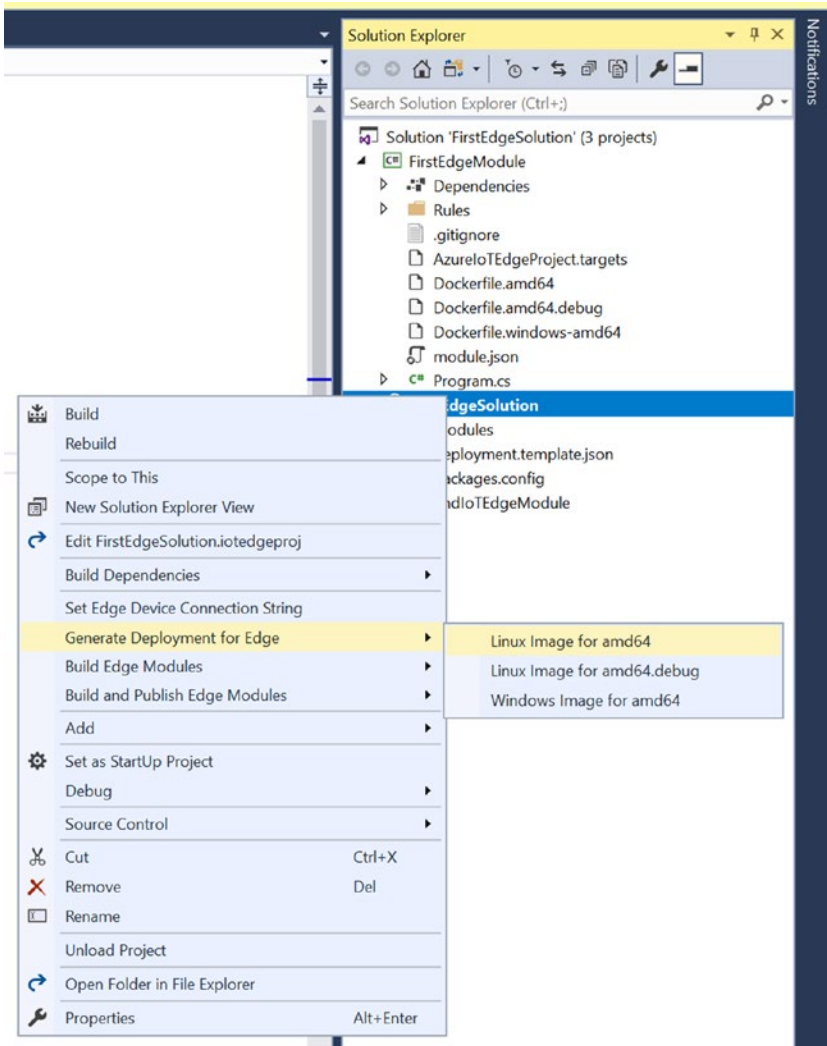 Solution Explorer
Notifications
Search Solution Explorer (Ctrl+;)
Solution 'FirstEdgeSolution' (3 projects)
C# FirstEdgeModule
Dependencies
Rules
.gitignore
AzureIoTEdgeProject.targets
Dockerfile.amd64
Dockerfile.amd64.debug
Dockerfile.windows-amd64
module.json
C# Program.cs
dgeSolution
odules
eployment.template.json
ackages.config
ndIoTEdgeModule
Build
Rebuild
Scope to This
New Solution Explorer View
Edit FirstEdgeSolution.iotedgeproj
Build Dependencies
Set Edge Device Connection String
Generate Deployment for Edge
Build Edge Modules
Build and Publish Edge Modules
Add
Set as StartUp Project
Debug
Source Control
Cut Ctrl+X
Remove Del
Rename
Unload Project
Open Folder in File Explorer
Properties Alt+Enter
Linux Image for amd64
Linux Image for amd64.debug
Windows Image for amd64